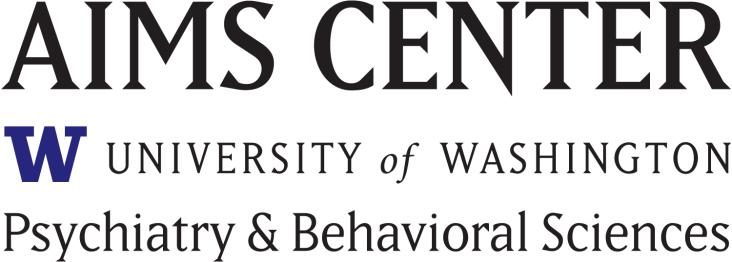 AIMS CENTER
W UNIVERSITY of WASHINGTON
Psychiatry & Behavioral Sciences